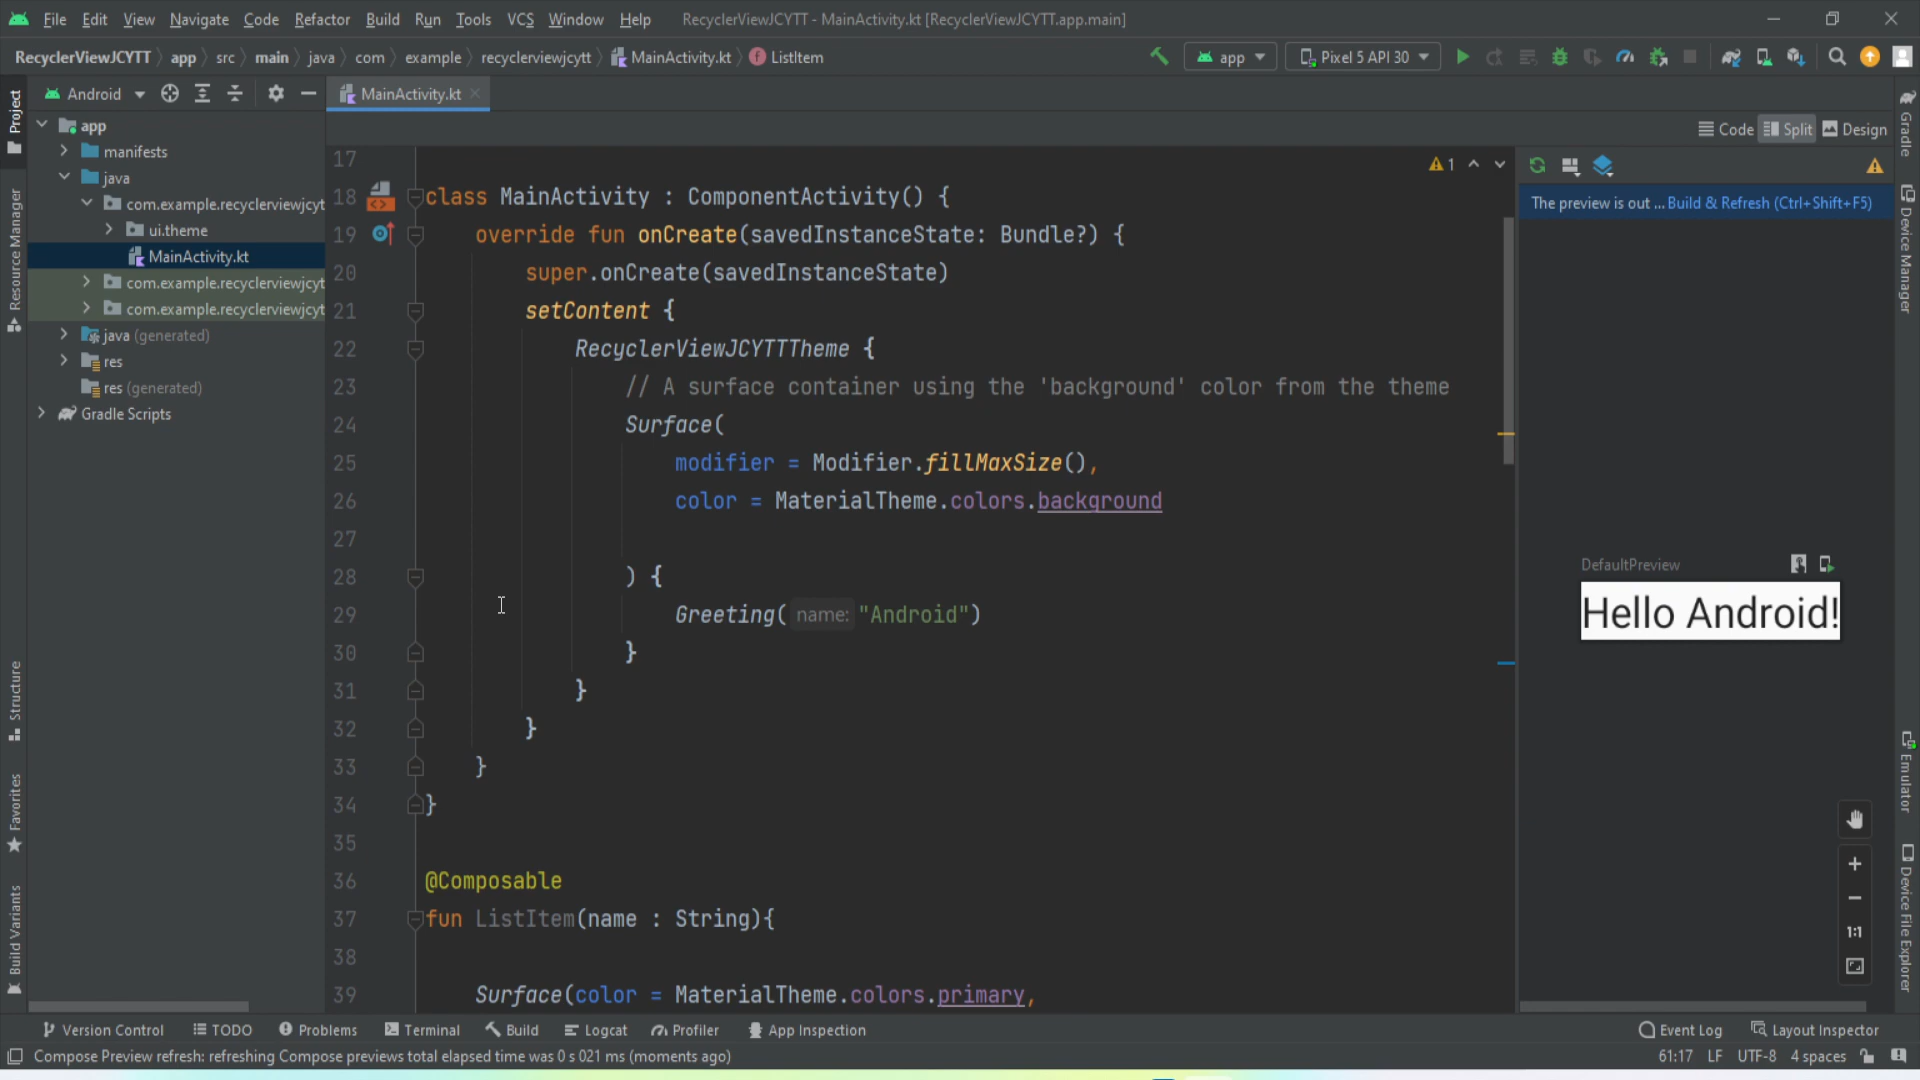 File Edit View Navigate Code Refactor Build Run Tools VCS Window Help RecyclerViewJCYTT - MainActivity.kt [RecyclerViewJCYTT.app.main]
RecyclerViewJCYTT app src main java com example recyclerviewjcytt MainActivity.kt ListItem app Pixel 5 API 30
Project
Resource Manager
Structure
Favorites
Build Variants
Android
app
manifests
java
com.example.recyclerviewjcyt
ui.theme
MainActivity.kt
com.example.recyclerviewjcyt
com.example.recyclerviewjcyt
java (generated)
res
res (generated)
Gradle Scripts
MainActivity.kt
Code Split Design
1
17
18 class MainActivity : ComponentActivity() {
19 override fun onCreate(savedInstanceState: Bundle?) {
20 super.onCreate(savedInstanceState)
21 setContent {
22 RecyclerViewJCYTTTheme {
23 // A surface container using the 'background' color from the theme
24 Surface(
25 modifier = Modifier.fillMaxSize(),
26 color = MaterialTheme.colors.background
27
28 ) {
29 Greeting( name: "Android")
30 }
31 }
32 }
33 }
34 }
35
36 @Composable
37 fun ListItem(name : String){
38
39 Surface(color = MaterialTheme.colors.primary,
The preview is out ... Build & Refresh (Ctrl+Shift+F5)
DefaultPreview
Hello Android!
1:1
Gradle
Device Manager
Emulator
Device File Explorer
Version Control TODO Problems Terminal Build Logcat Profiler App Inspection Event Log Layout Inspector
Compose Preview refresh: refreshing Compose previews total elapsed time was 0 s 021 ms (moments ago) 61:17 LF UTF-8 4 spaces